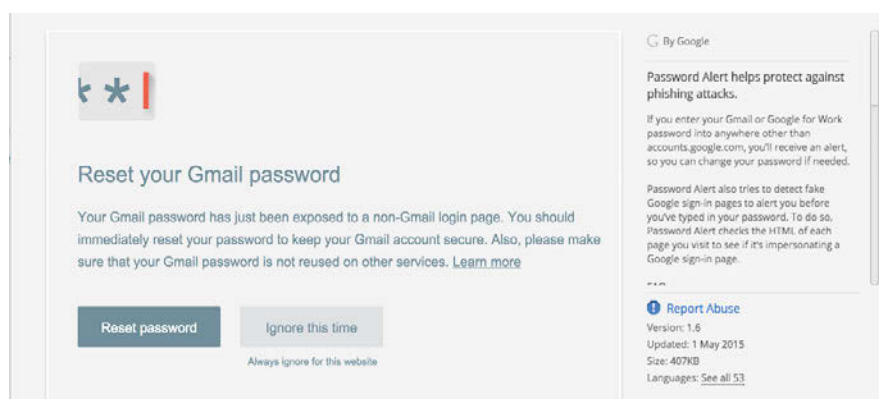 **
Reset your Gmail password
Your Gmail password has just been exposed to a non-Gmail login page. You should
immediately reset your password to keep your Gmail account secure. Also, please make
sure that your Gmail password is not reused on other services. Learn more
Reset password
Ignore this time
Always ignore for this website
G By Google
Password Alert helps protect against
phishing attacks.
If you enter your Gmail or Google for Work
password into anywhere other than
accounts.google.com, you'll receive an alert,
so you can change your password if needed.
Password Alert also tries to detect fake
Google sign-in pages to alert you before
you've typed in your password. To do so,
Password Alert checks the HTML of each
page you visit to see if it's impersonating a
Google sign-in page.
Report Abuse
Version: 1.6
Updated: 1 May 2015
Size: 407KB
Languages: See all 53